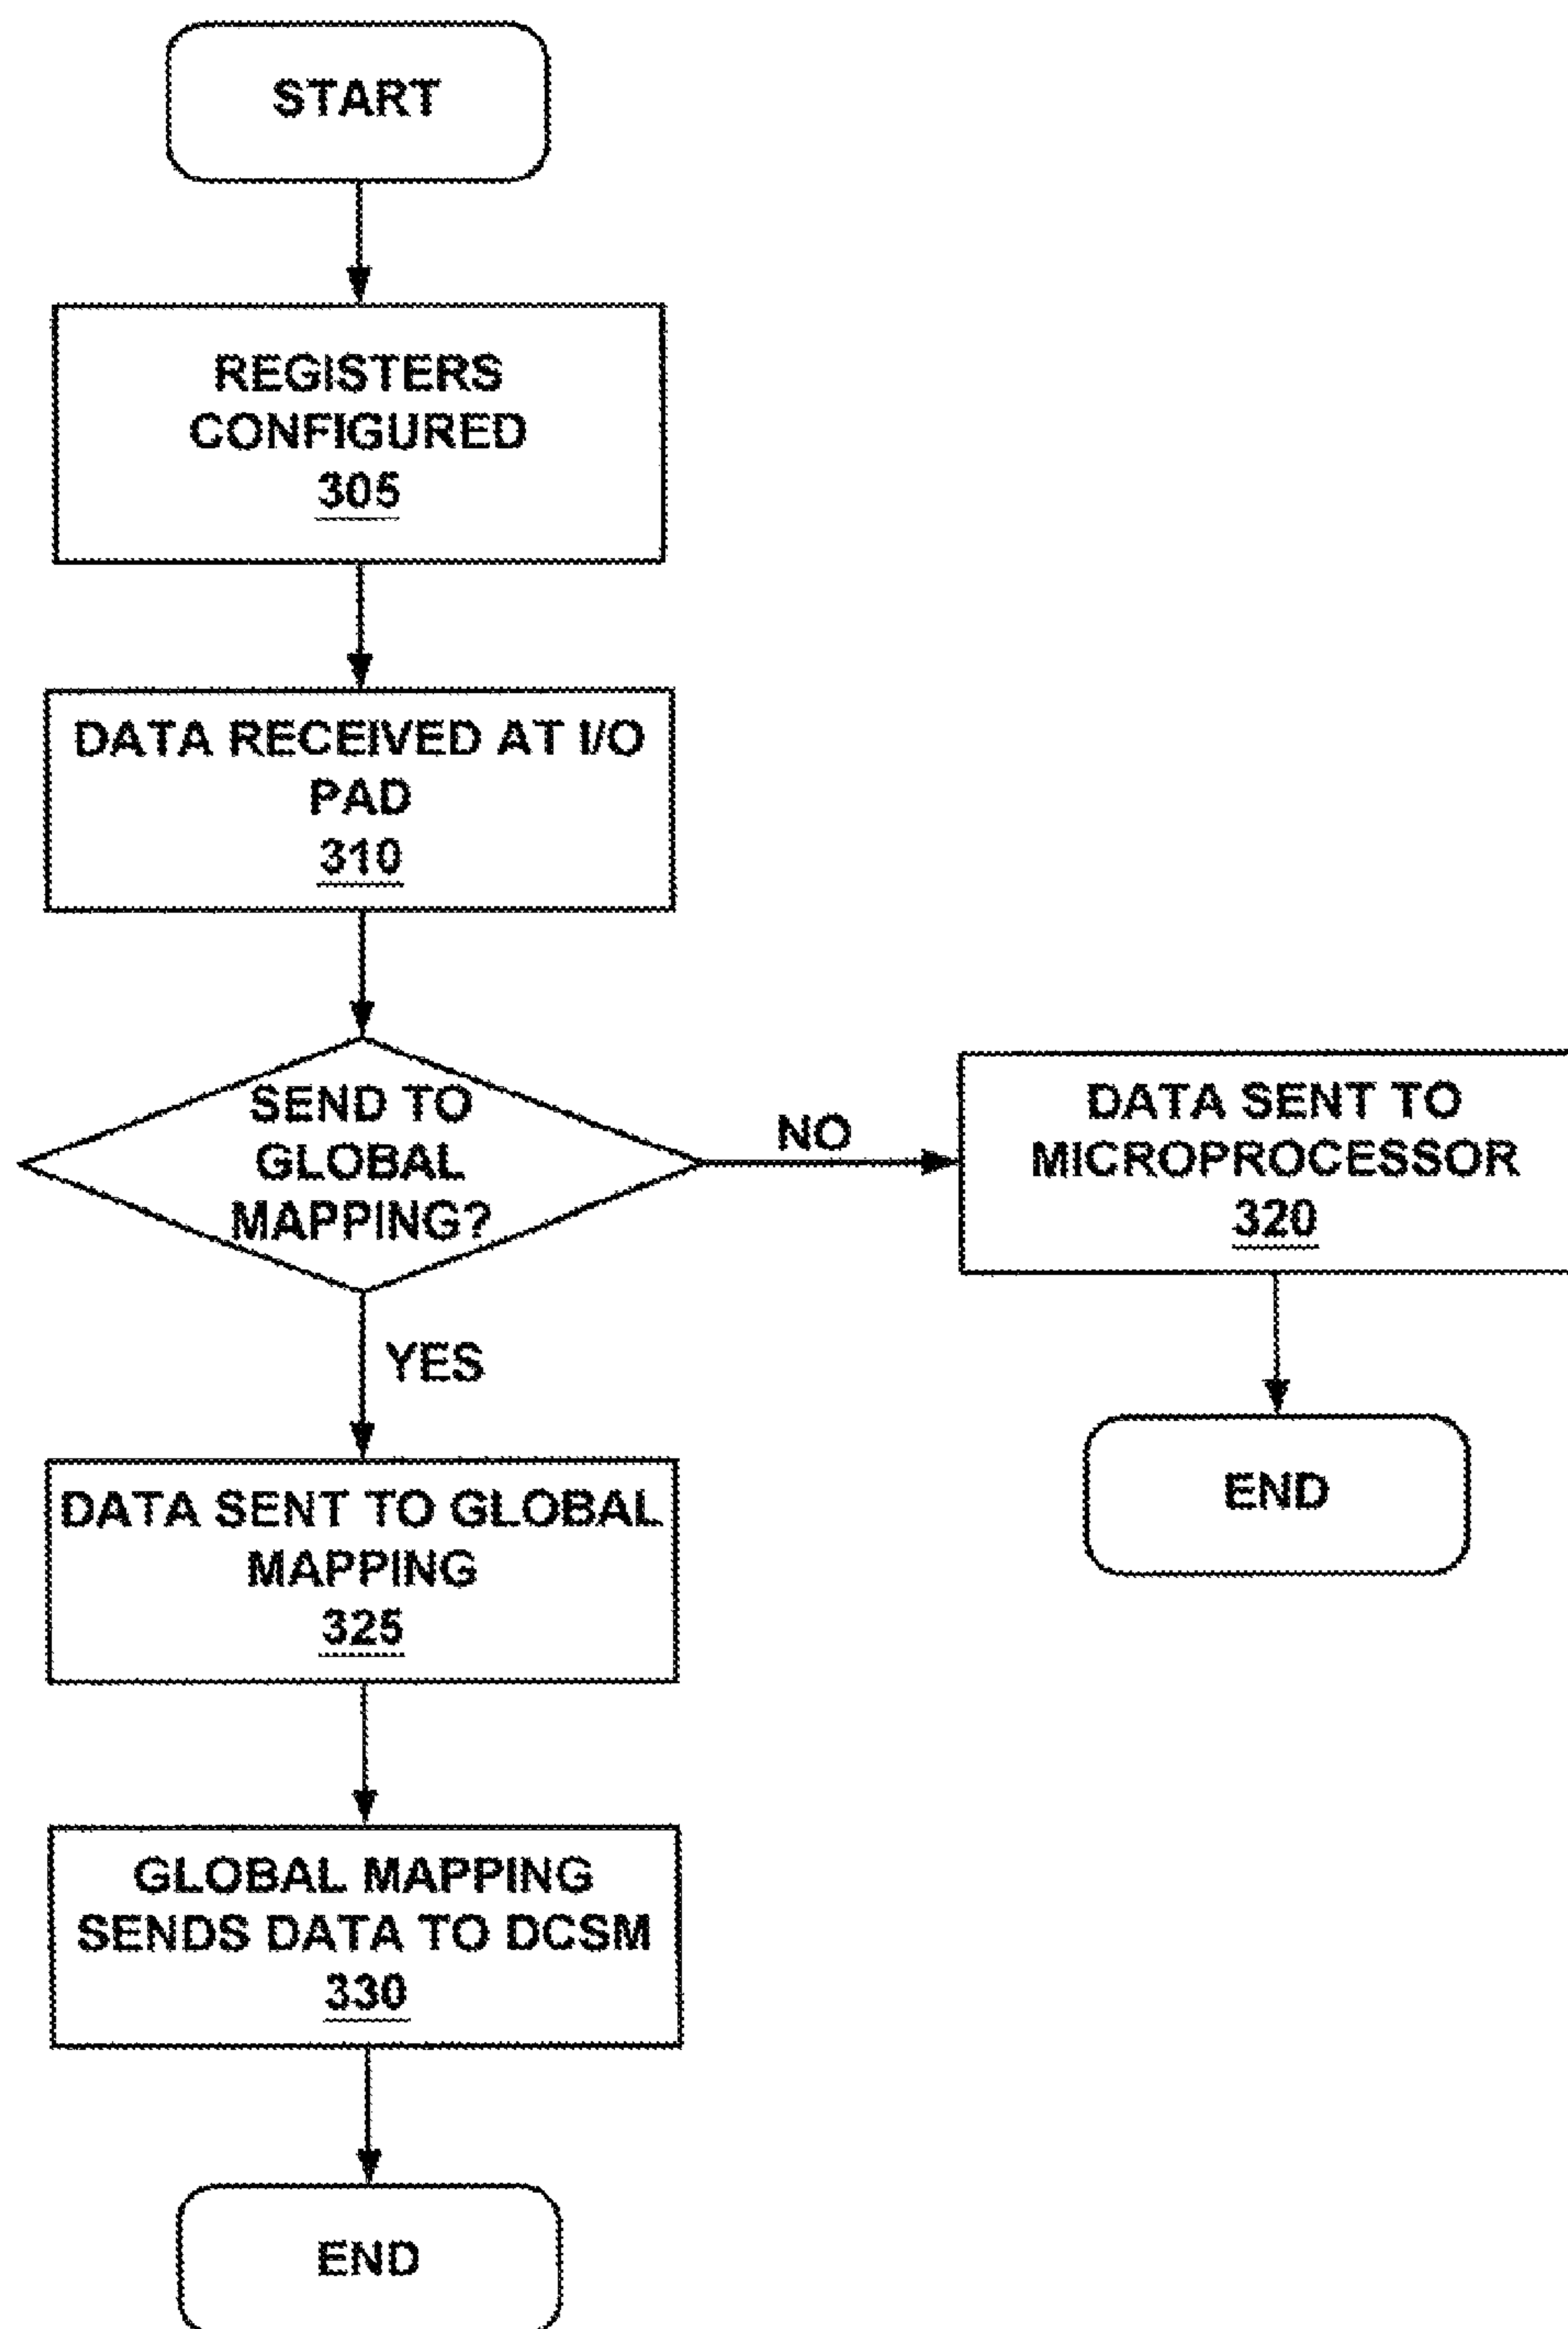 START
REGISTERS
CONFIGURED
305
DATA RECEIVED AT I/O
PAD
310
SEND TO
GLOBAL
MAPPING?
NO
DATA SENT TO
MICROPROCESSOR
320
END
YES
DATA SENT TO GLOBAL
MAPPING
325
GLOBAL MAPPING
SENDS DATA TO DCSM
330
END